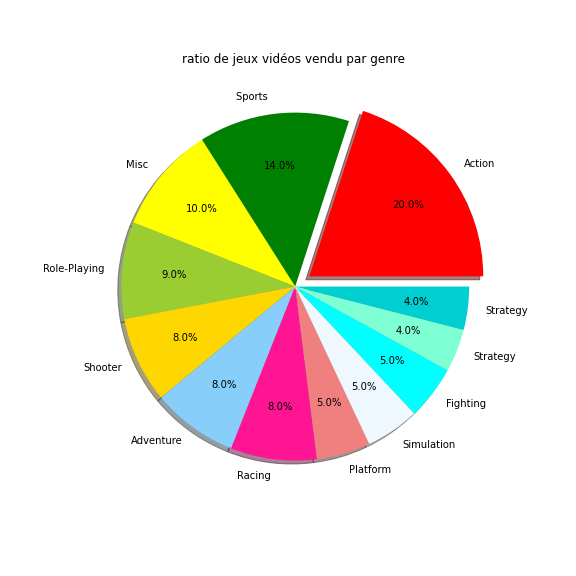 ratio de jeux vidéos vendu par genre
Sports
Action
Misc
14.0%
20.0%
10.0%
Role-Playing
9.0%
4.0%
Strategy
Shooter
8.0%
4.0%
Strategy
5.0%
Fighting
8.0%
5.0%
Adventure
8.0%
5.0%
Simulation
Racing
Platform